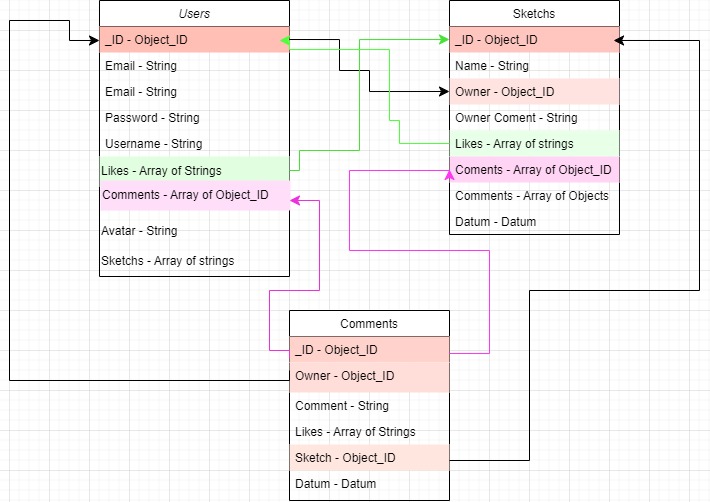 Users
_ID - Object_ID
Email - String
Email - String
Password - String
Username - String
Likes - Array of Strings
Comments - Array of Object_ID
Avatar - String
Sketchs - Array of strings
Sketchs
_ID - Object_ID
Name - String
Owner - Object_ID
Owner Coment - String
Likes - Array of strings
Coments - Array of Object_ID
Comments - Array of Objects
Datum - Datum
Comments
_ID - Object_ID
Owner - Object_ID
Comment - String
Likes - Array of Strings
Sketch - Object_ID
Datum - Datum